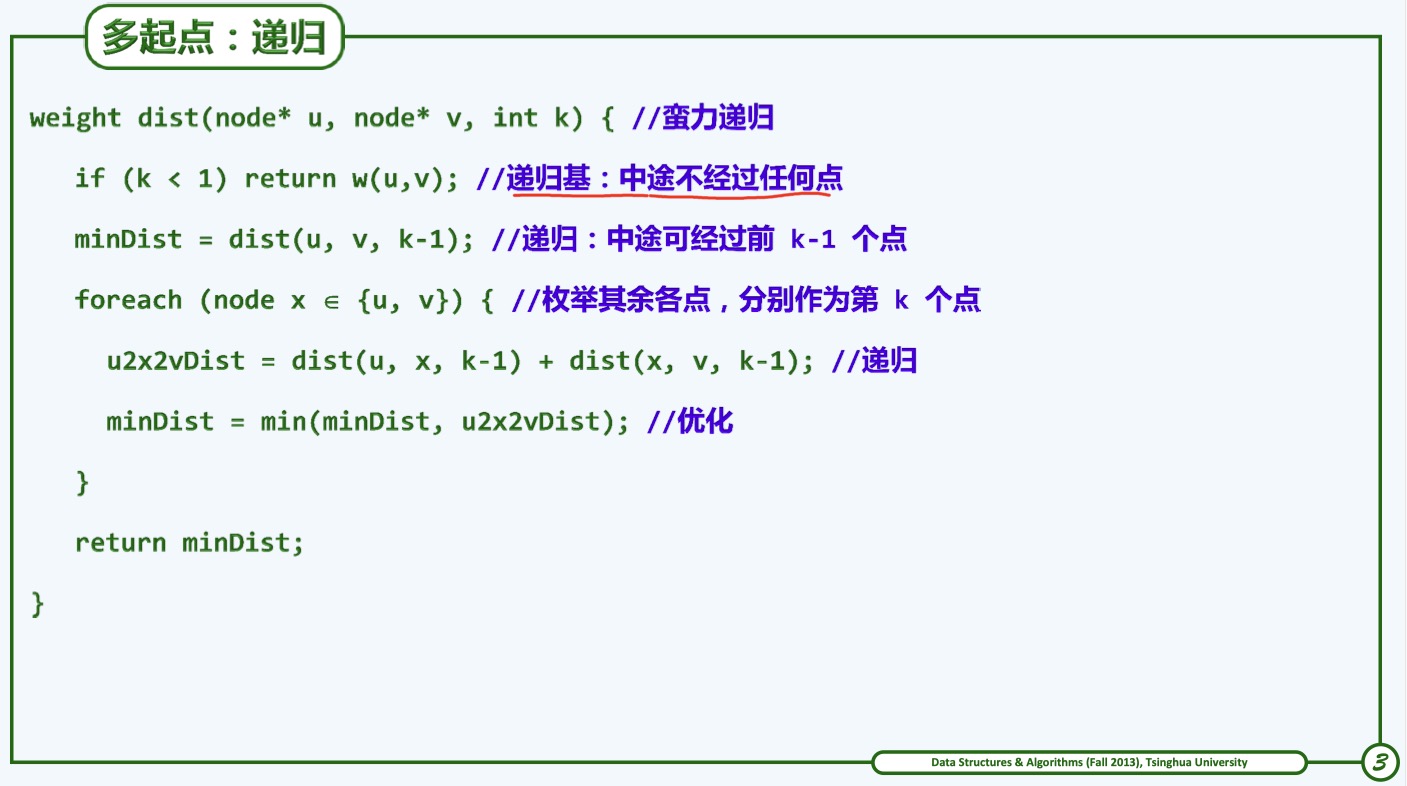 多起点：递归
weight dist(node* u, node* v, int k) { //蛮力递归
if (k < 1) return w(u,v); //递归基：中途不经过任何点
minDist = dist(u, v, k-1); //递归：中途可经过前 k-1 个点
foreach (node x ∈ {u, v}) { //枚举其余各点，分别作为第 k 个点
u2x2vDist = dist(u, x, k-1) + dist(x, v, k-1); //递归
minDist = min(minDist, u2x2vDist); //优化
}
return minDist;
}
Data Structures & Algorithms (Fall 2013), Tsinghua University
3